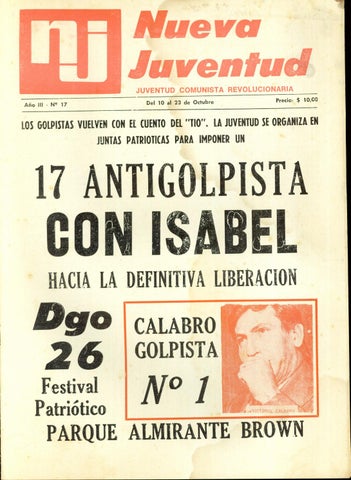 nj Nueva
Juventud
JUVENTUD COMUNISTA REVOLUCIONARIA
Año III - Nº 17
Del 10 al 23 de Octubre
Precio: $ 10,00
LOS GOLPISTAS VUELVEN CON EL CUENTO DEL "TIO". LA JUVENTUD SE ORGANIZA EN
JUNTAS PATRIOTICAS PARA IMPONER UN
17 ANTIGOLPISTA
CON ISABEL
HACIA LA DEFINITIVA LIBERACION
Dgo
26
Festival
Patriótico
CALABRO
GOLPISTA
Nº 1
VICTORIO CALABRO
PARQUE ALMIRANTE BROWN